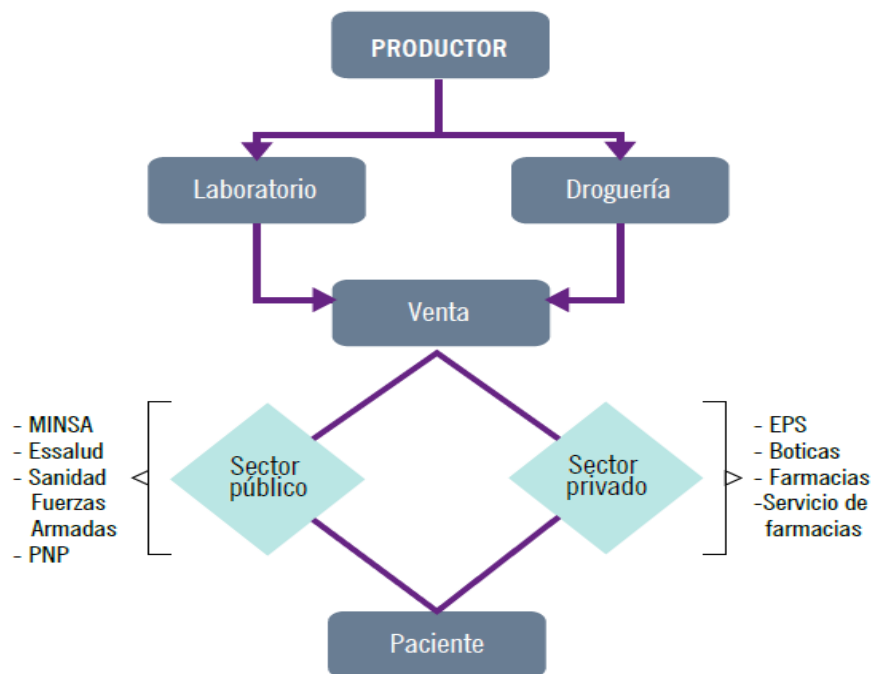 PRODUCTOR
Laboratorio
Droguería
Venta
- MINSA
- Essalud
- Sanidad
Fuerzas
Armadas
- PNP
Sector
público
Sector
privado
- EPS
- Boticas
- Farmacias
-Servicio de
farmacias
Paciente